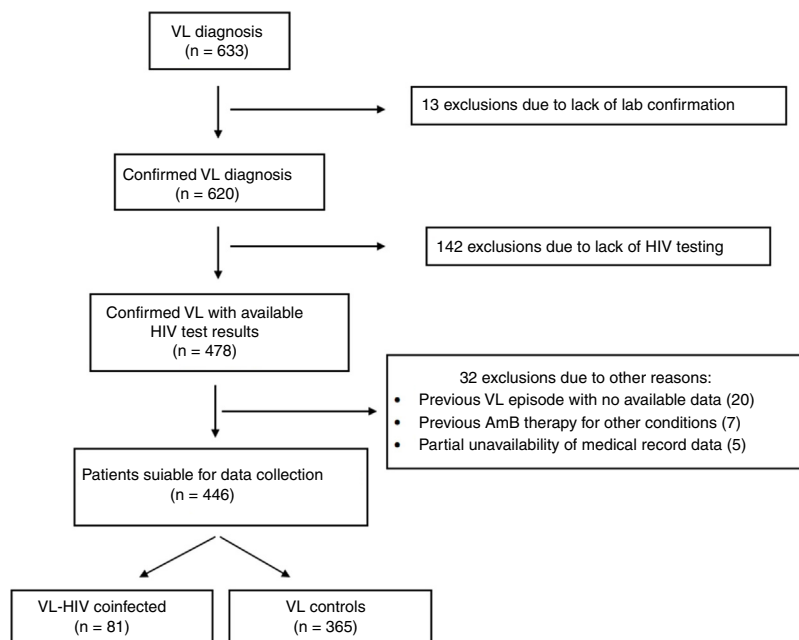 VL diagnosis
(n = 633)
13 exclusions due to lack of lab confirmation
Confirmed VL diagnosis
(n = 620)
142 exclusions due to lack of HIV testing
Confirmed VL with available
HIV test results
(n = 478)
32 exclusions due to other reasons:
• Previous VL episode with no available data (20)
• Previous AmB therapy for other conditions (7)
• Partial unavailability of medical record data (5)
Patients suiable for data collection
(n = 446)
VL-HIV coinfected
(n = 81)
VL controls
(n = 365)